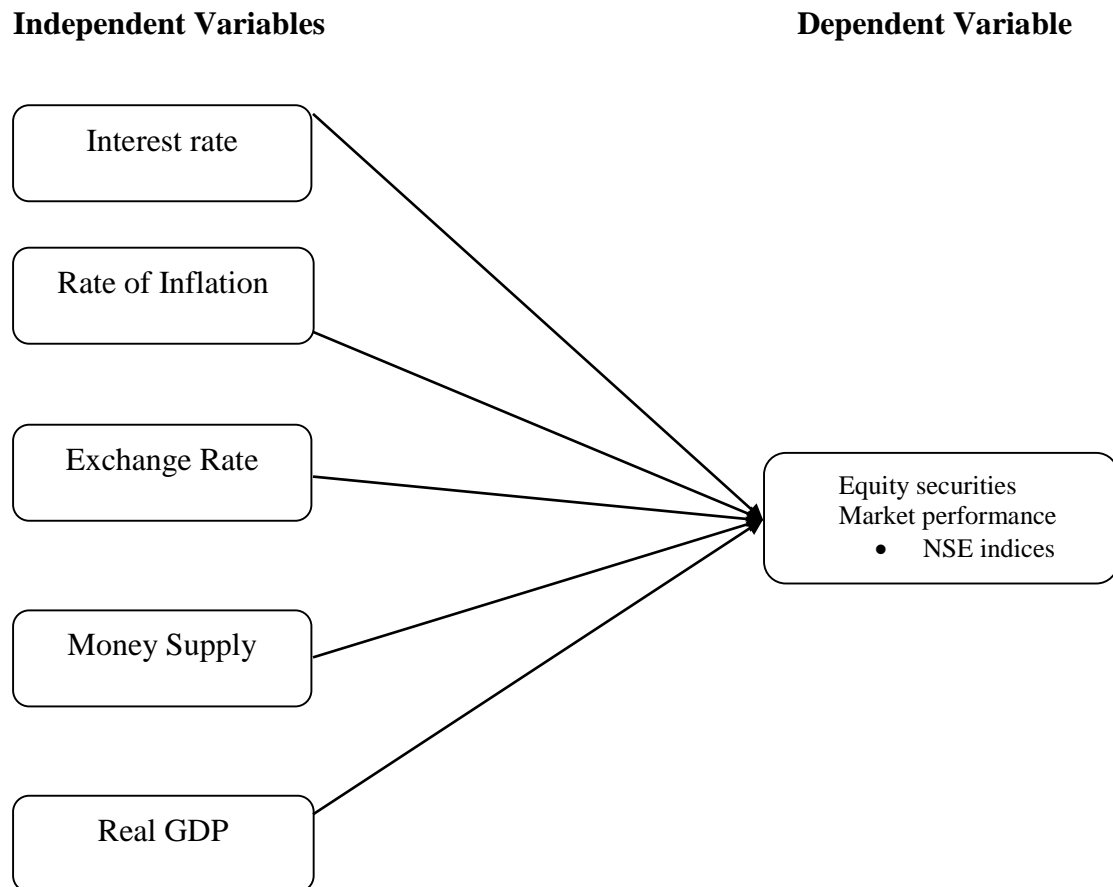 Independent Variables
Dependent Variable
Interest rate
Rate of Inflation
Exchange Rate
Equity securities
Market performance
• NSE indices
Money Supply
Real GDP